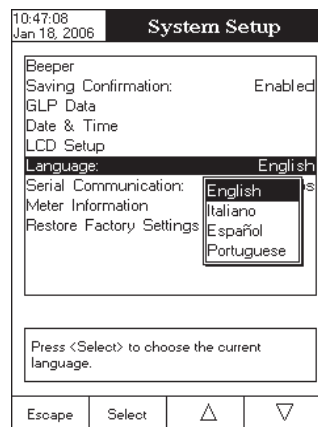 10:47:08
Jan 18, 2006
System Setup
Beeper
Saving Confirmation: Enabled
GLP Data
Date & Time
LCD Setup
Language: English
Serial Communication:
Meter Information
Restore Factory Settings
English
Italiano
Español
Portuguese
Press <Select> to choose the current
language.
Escape Select △ ▽